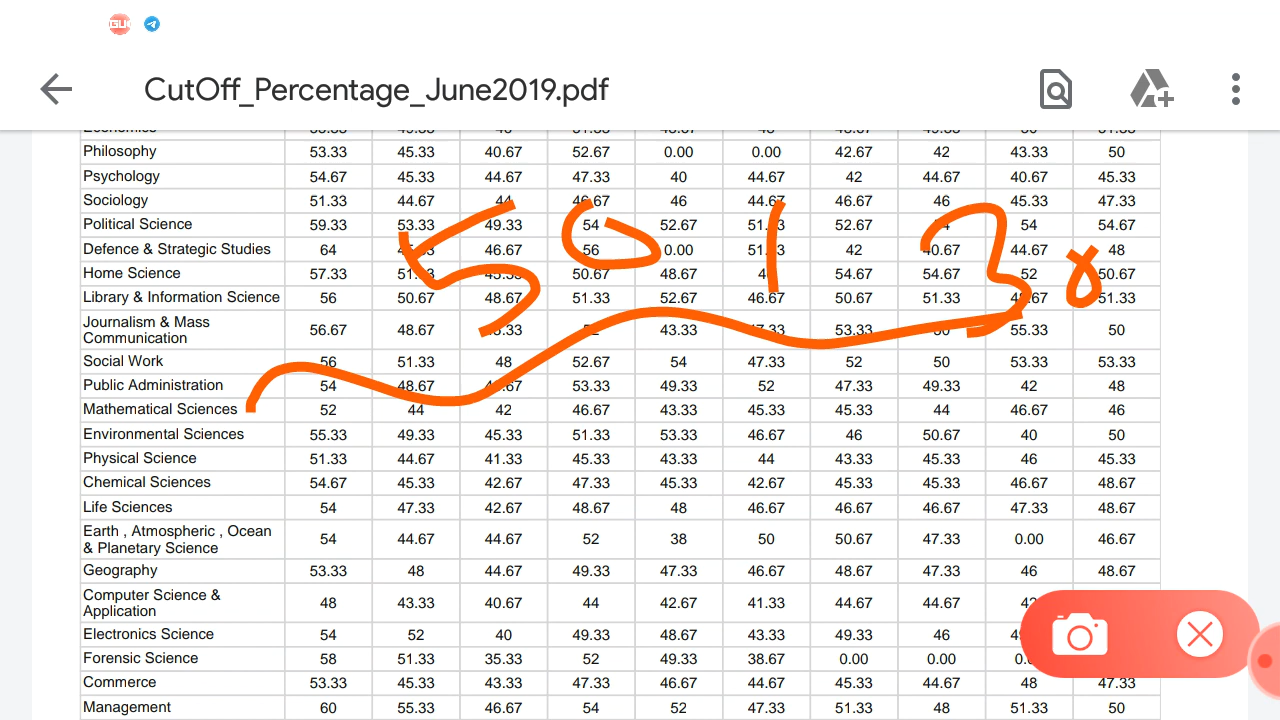 GU
CutOff_Percentage_June2019.pdf
Philosophy 53.33 45.33 40.67 52.67 0.00 0.00 42.67 42 43.33 50
Psychology 54.67 45.33 44.67 47.33 40 44.67 42 44.67 40.67 45.33
Sociology 51.33 44.67 44 46.67 46 44.67 46.67 46 45.33 47.33
Political Science 59.33 53.33 49.33 54 52.67 52.67 54 54.67
Defence & Strategic Studies 64 46.67 56 0.00 42 40.67 44.67 48
Home Science 57.33 50.67 48.67 54.67 54.67 52 50.67
Library & Information Science 56 50.67 48.67 51.33 52.67 46.67 50.67 51.33 51.33
Journalism & Mass Communication 56.67 48.67 52 43.33 47.33 53.33 50 55.33 50
Social Work 56 51.33 48 52.67 54 47.33 52 50 53.33 53.33
Public Administration 54 48.67 53.33 49.33 52 47.33 49.33 42 48
Mathematical Sciences 52 44 42 46.67 43.33 45.33 45.33 44 46.67 46
Environmental Sciences 55.33 49.33 45.33 51.33 53.33 46.67 46 50.67 40 50
Physical Science 51.33 44.67 41.33 45.33 43.33 44 43.33 45.33 46 45.33
Chemical Sciences 54.67 45.33 42.67 47.33 45.33 42.67 45.33 45.33 46.67 48.67
Life Sciences 54 47.33 42.67 48.67 48 46.67 46.67 46.67 47.33 48.67
Earth , Atmospheric , Ocean & Planetary Science 54 44.67 44.67 52 38 50 50.67 47.33 0.00 46.67
Geography 53.33 48 44.67 49.33 47.33 46.67 48.67 47.33 46 48.67
Computer Science & Application 48 43.33 40.67 44 42.67 41.33 44.67 44.67
Electronics Science 54 52 40 49.33 48.67 43.33 49.33 46
Forensic Science 58 51.33 35.33 52 49.33 38.67 0.00 0.00
Commerce 53.33 45.33 43.33 47.33 46.67 44.67 45.33 44.67 48 47.33
Management 60 55.33 46.67 54 52 47.33 51.33 48 51.33 50